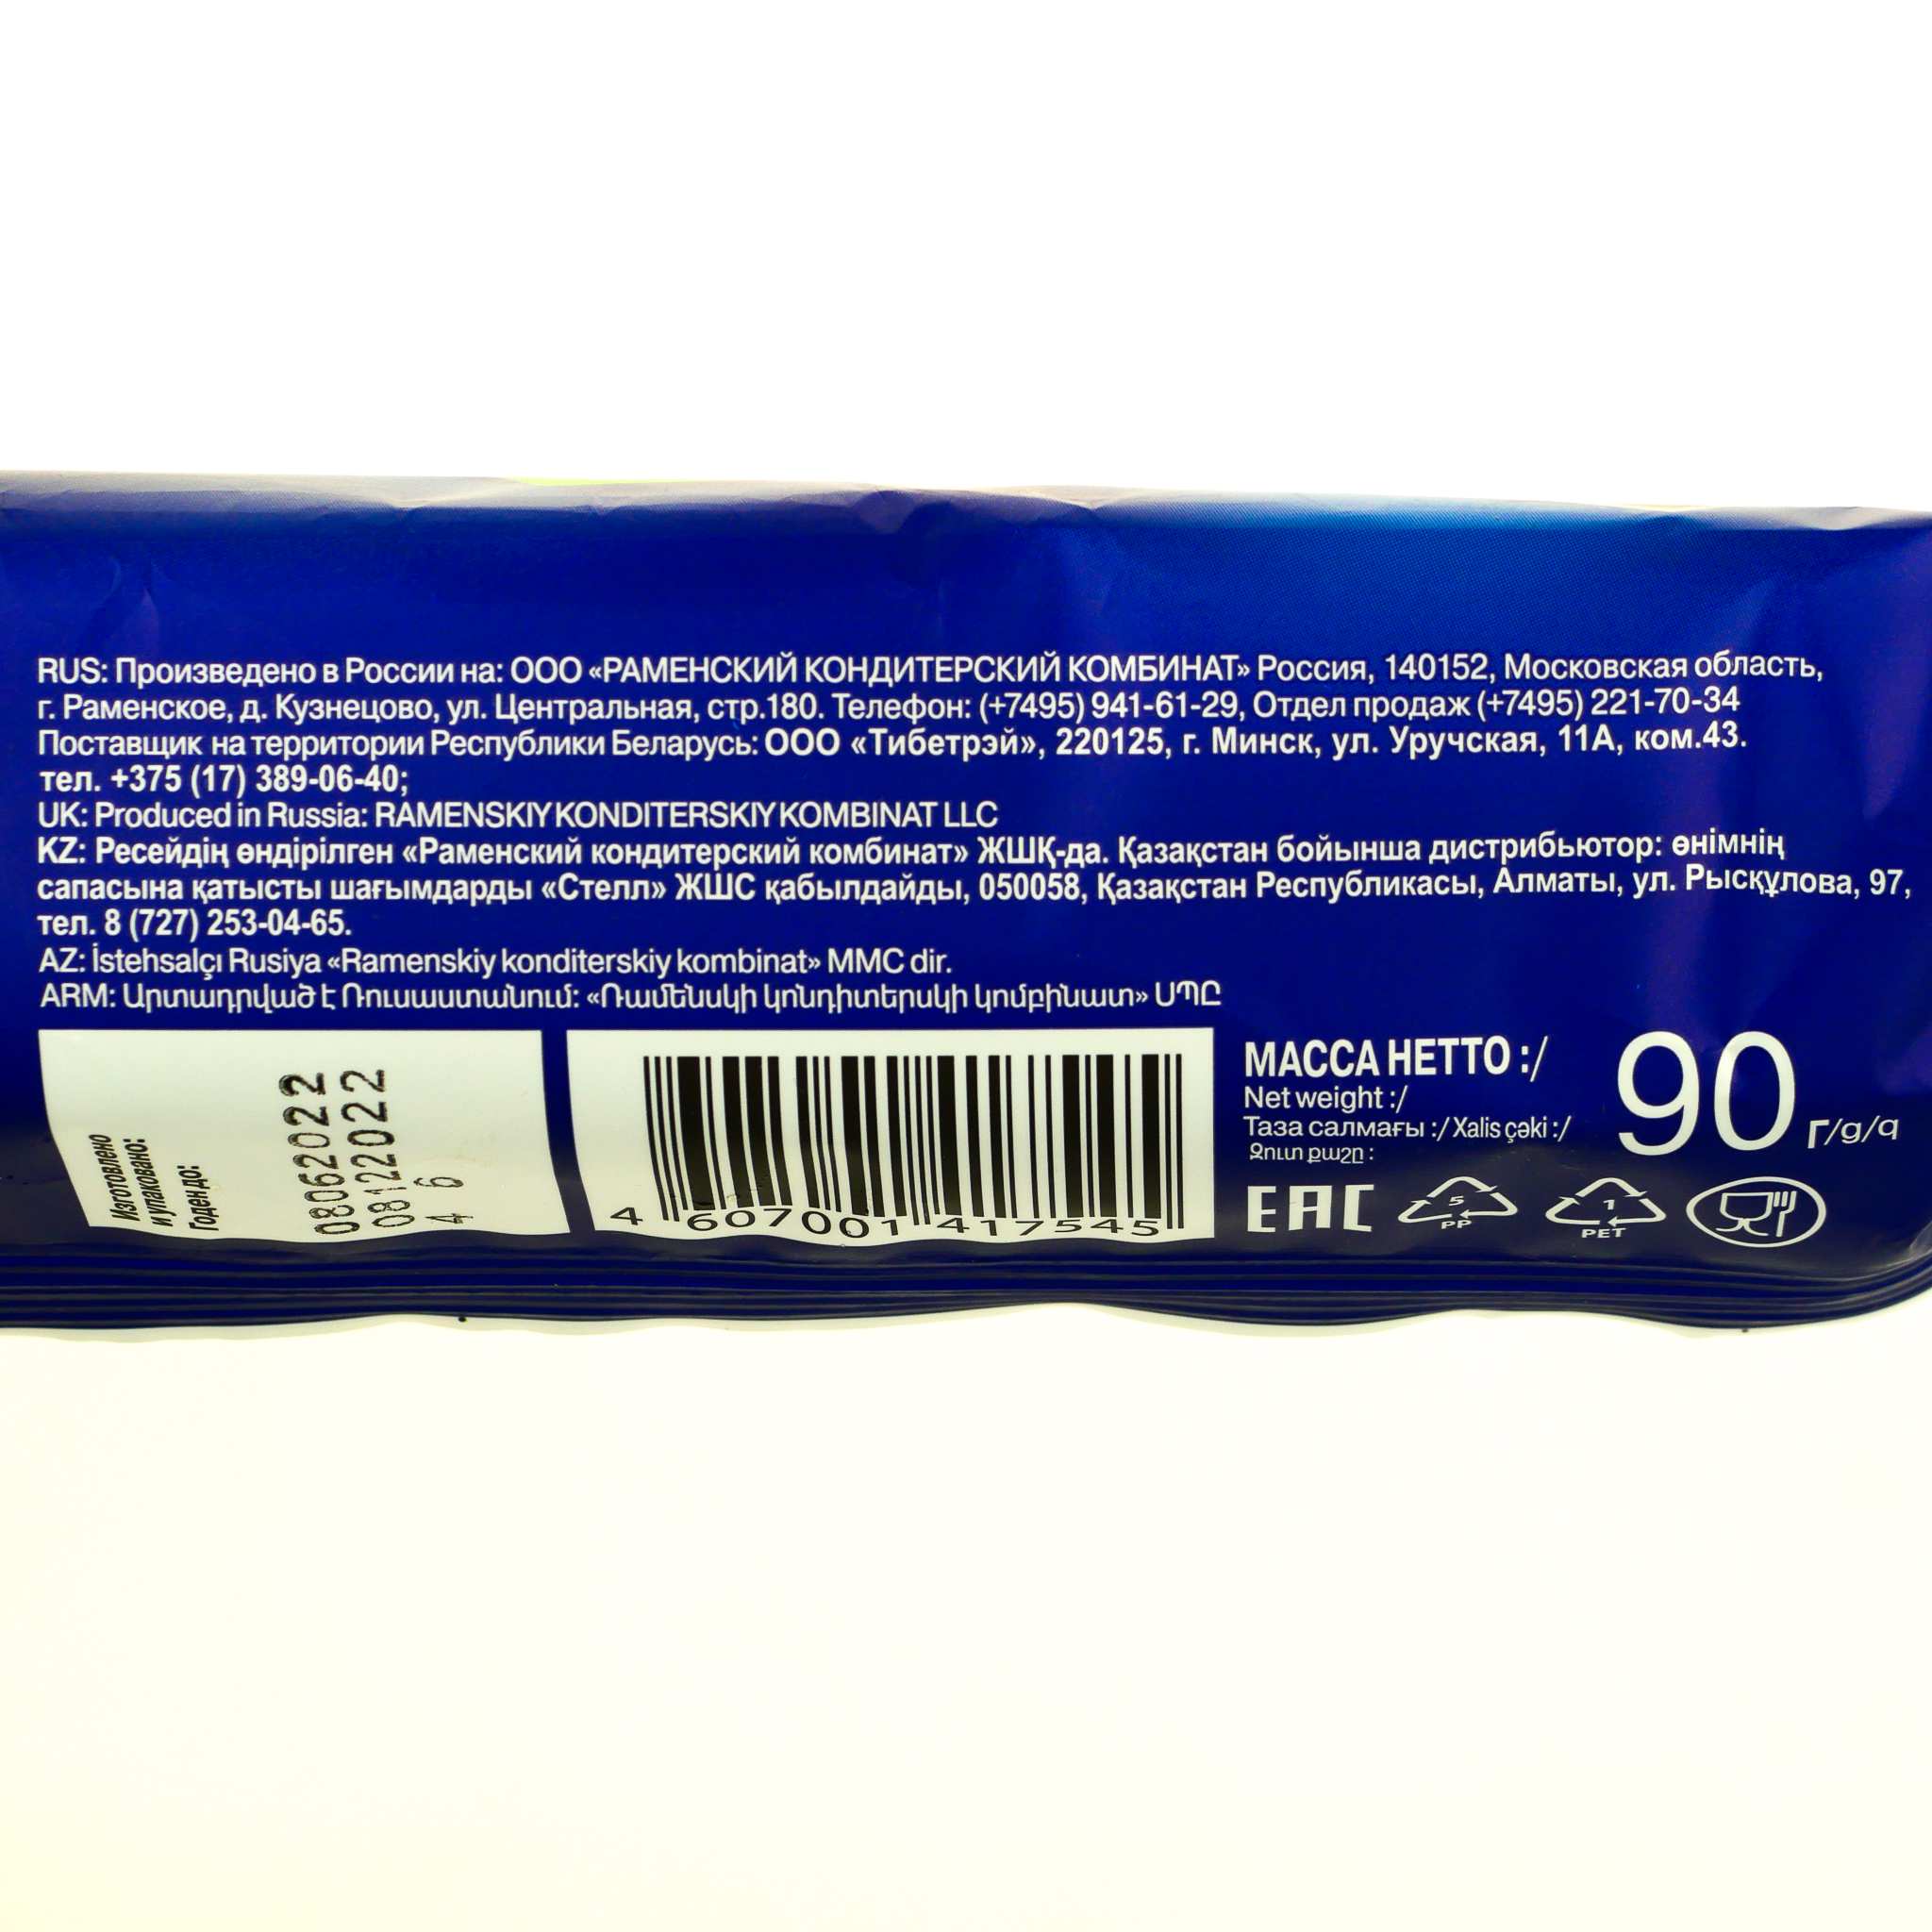 RUS: Произведено в России на: ООО «РАМЕНСКИЙ КОНДИТЕРСКИЙ КОМБИНАТ» Россия, 140152, Московская область,
г. Раменское, д. Кузнецово, ул. Центральная, стр.180. Телефон: (+7495) 941-61-29, Отдел продаж (+7495) 221-70-34
Поставщик на территории Республики Беларусь: ООО «Тибетрэй», 220125, г. Минск, ул. Уручская, 11А, ком.43.
тел. +375 (17) 389-06-40;
UK: Produced in Russia: RAMENSKIY KONDITERSKIY KOMBINAT LLC
KZ: Ресейдің өндірілген «Раменский кондитерский комбинат» ЖШҚ-да. Қазақстан бойынша дистрибьютор: өнімнің
сапасына қатысты шағымдарды «Стелл» ЖШС қабылдайды, 050058, Қазақстан Республикасы, Алматы, ул. Рысқұлова, 97,
тел. 8 (727) 253-04-65.
AZ: İstehsalçı Rusiya «Ramenskiy konditerskiy kombinat» MMC dir.
ARM: Արտադրված է Ռուսաստանում: «Ռամենսկի կոնդիտերսկի կոմբինատ» ՍՊԸ
Изготовлено
и упаковано:
Годен до:
08062022
08122022
4 6
4 607001 417545
МАССА НЕТТО :/
Net weight :/
Таза салмағы :/ Xalis çəki :/
Զուտ քաշը :
90 г/g/q
EAC
5
PP
1
PET